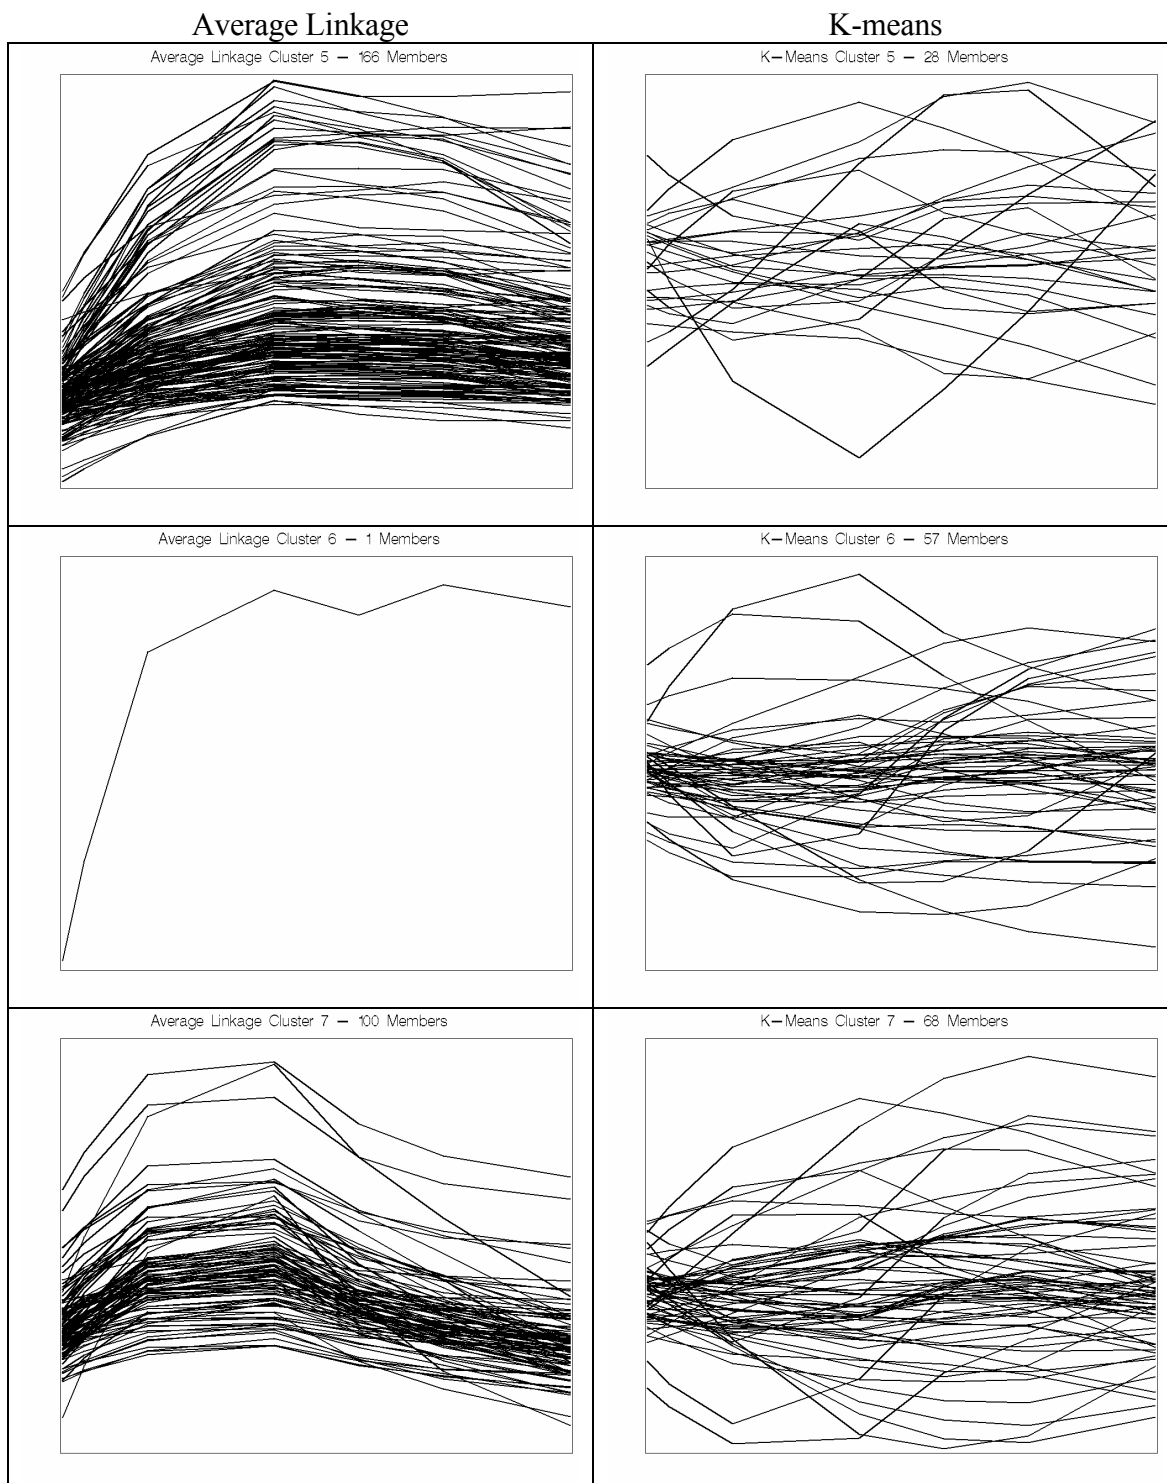 Average Linkage K-means
Average Linkage Cluster 5 – 166 Members K-Means Cluster 5 – 28 Members
Average Linkage Cluster 6 – 1 Members K-Means Cluster 6 – 57 Members
Average Linkage Cluster 7 – 100 Members K-Means Cluster 7 – 68 Members